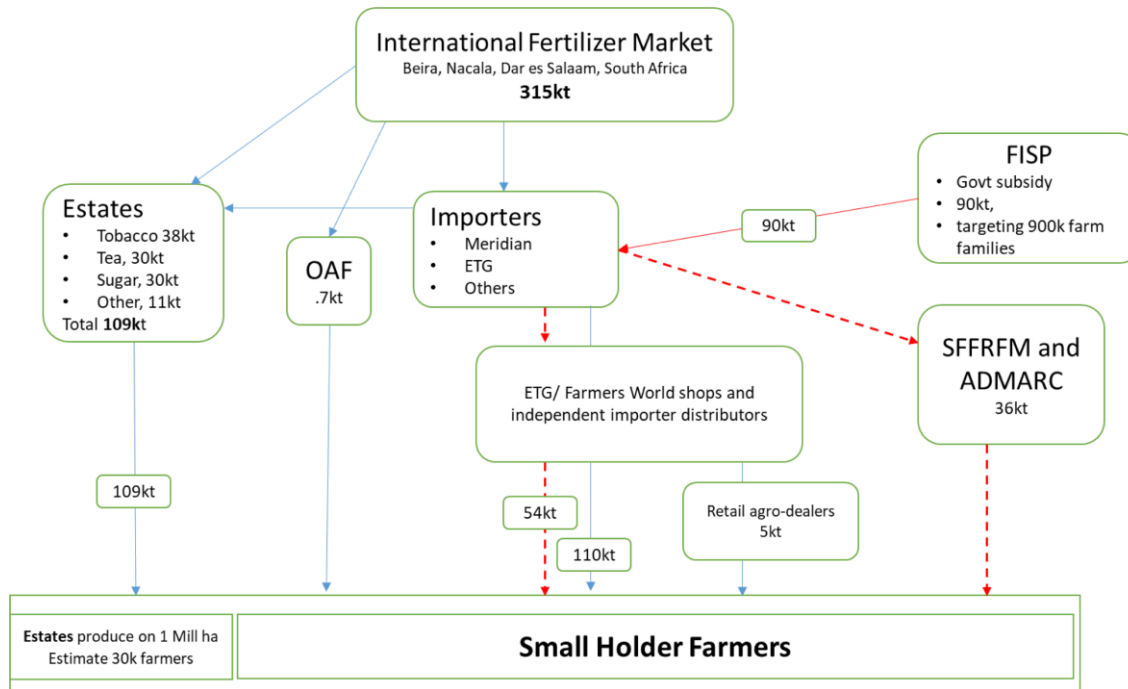 International Fertilizer Market
Beira, Nacala, Dar es Salaam, South Africa
315kt
FISP
• Govt subsidy
• 90kt,
• targeting 900k farm
families
90kt
Estates
• Tobacco 38kt
• Tea, 30kt
• Sugar, 30kt
• Other, 11kt
Total 109kt
OAF
.7kt
Importers
• Meridian
• ETG
• Others
SFFRFM and
ADMARC
36kt
ETG/ Farmers World shops and
independent importer distributors
109kt
54kt
110kt
Retail agro-dealers
5kt
Estates produce on 1 Mill ha
Estimate 30k farmers
Small Holder Farmers